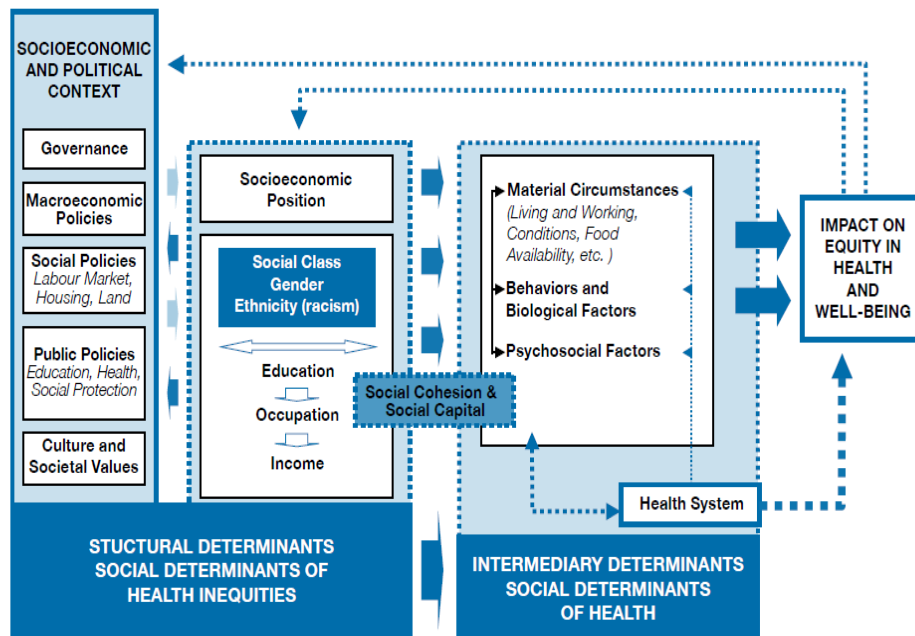 SOCIOECONOMIC
AND POLITICAL
CONTEXT
Governance
Macroeconomic
Policies
Social Policies
Labour Market,
Housing, Land
Public Policies
Education, Health,
Social Protection
Culture and
Societal Values
Socioeconomic
Position
Social Class
Gender
Ethnicity (racism)
Education
Occupation
Income
Social Cohesion &
Social Capital
Material Circumstances
(Living and Working,
Conditions, Food
Availability, etc. )
Behaviors and
Biological Factors
Psychosocial Factors
Health System
IMPACT ON
EQUITY IN
HEALTH
AND
WELL-BEING
STUCTURAL DETERMINANTS
SOCIAL DETERMINANTS OF
HEALTH INEQUITIES
INTERMEDIARY DETERMINANTS
SOCIAL DETERMINANTS
OF HEALTH